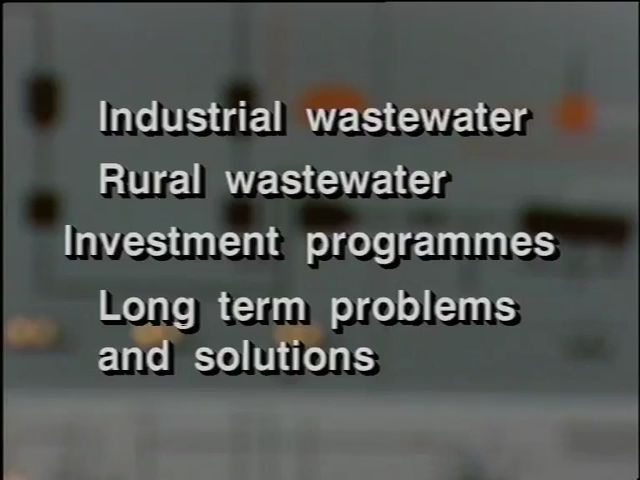 Industrial wastewater
Rural wastewater
Investment programmes
Long term problems
and solutions